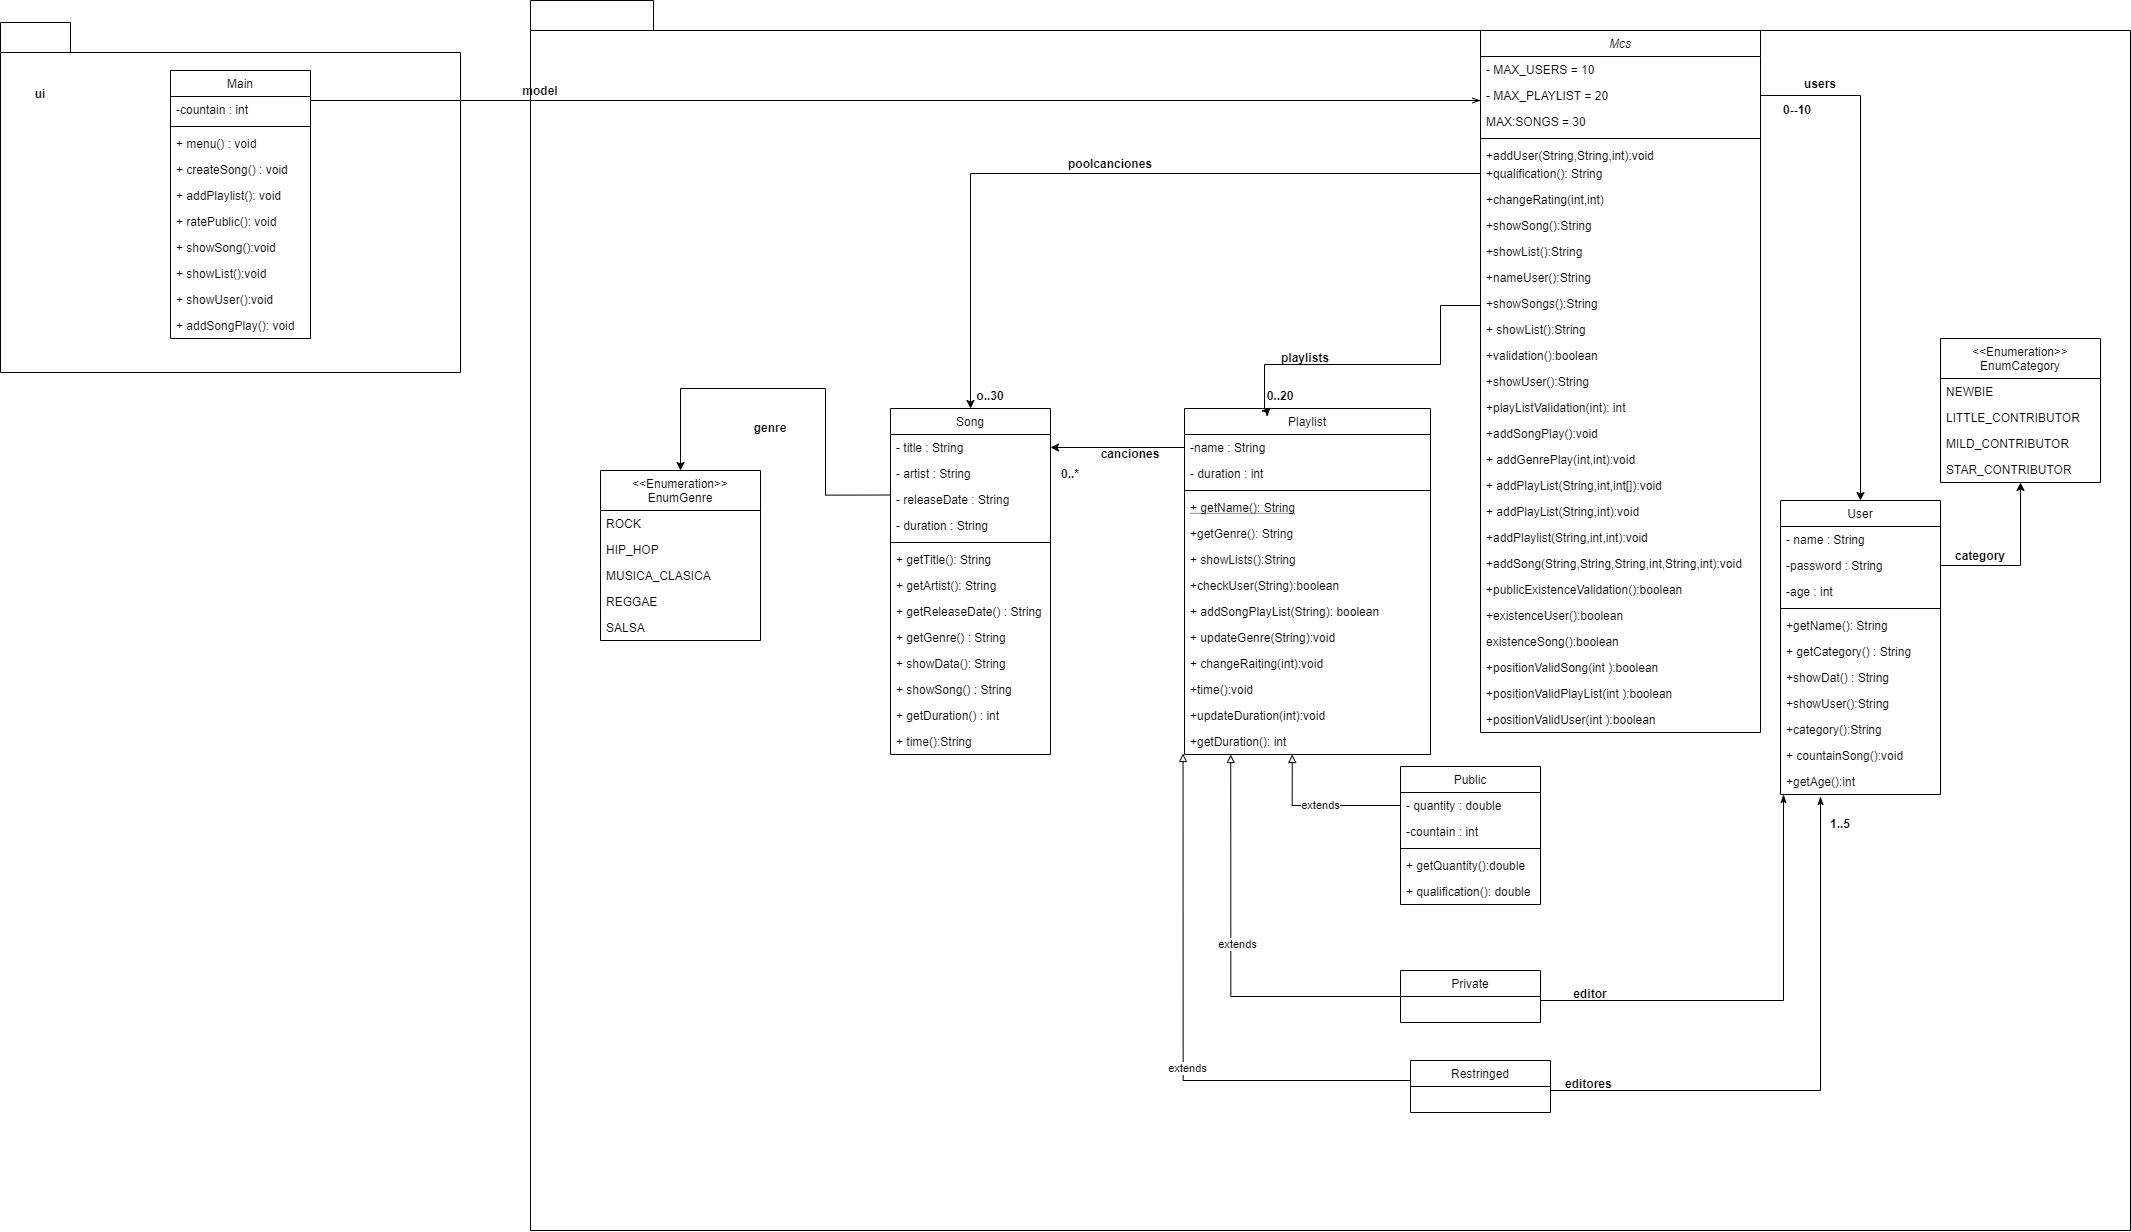 ui
Main
-countain : int
+ menu() : void
+ createSong() : void
+ addPlaylist(): void
+ ratePublic(): void
+ showSong():void
+ showList():void
+ showUser():void
+ addSongPlay(): void
model
Mcs
- MAX_USERS = 10
- MAX_PLAYLIST = 20
MAX:SONGS = 30
+addUser(String,String,int):void
+qualification(): String
+changeRating(int,int)
+showSong():String
+showList():String
+nameUser():String
+showSongs():String
+ showList():String
+validation():boolean
+showUser():String
+playListValidation(int): int
+addSongPlay():void
+ addGenrePlay(int,int):void
+ addPlayList(String,int,int[]):void
+ addPlayList(String,int):void
+addPlaylist(String,int,int):void
+addSong(String,String,String,int,String,int):void
+publicExistenceValidation():boolean
+existenceUser():boolean
existenceSong():boolean
+positionValidSong(int ):boolean
+positionValidPlayList(int ):boolean
+positionValidUser(int ):boolean
users
0--10
poolcanciones
o..30
playlists
0..20
genre
<<Enumeration>>
EnumGenre
ROCK
HIP_HOP
MUSICA_CLASICA
REGGAE
SALSA
Song
- title : String
- artist : String
- releaseDate : String
- duration : String
+ getTitle(): String
+ getArtist(): String
+ getReleaseDate() : String
+ getGenre() : String
+ showData(): String
+ showSong() : String
+ getDuration() : int
+ time():String
canciones
0..*
Playlist
-name : String
- duration : int
+ getName(): String
+getGenre(): String
+ showLists():String
+checkUser(String):boolean
+ addSongPlayList(String): boolean
+ updateGenre(String):void
+ changeRaiting(int):void
+time():void
+updateDuration(int):void
+getDuration(): int
<<Enumeration>>
EnumCategory
NEWBIE
LITTLE_CONTRIBUTOR
MILD_CONTRIBUTOR
STAR_CONTRIBUTOR
category
User
- name : String
-password : String
-age : int
+getName(): String
+ getCategory() : String
+showDat() : String
+showUser():String
+category():String
+ countainSong():void
+getAge():int
1..5
extends
Public
- quantity : double
-countain : int
+ getQuantity():double
+ qualification(): double
extends
Private
editor
extends
Restringed
editores